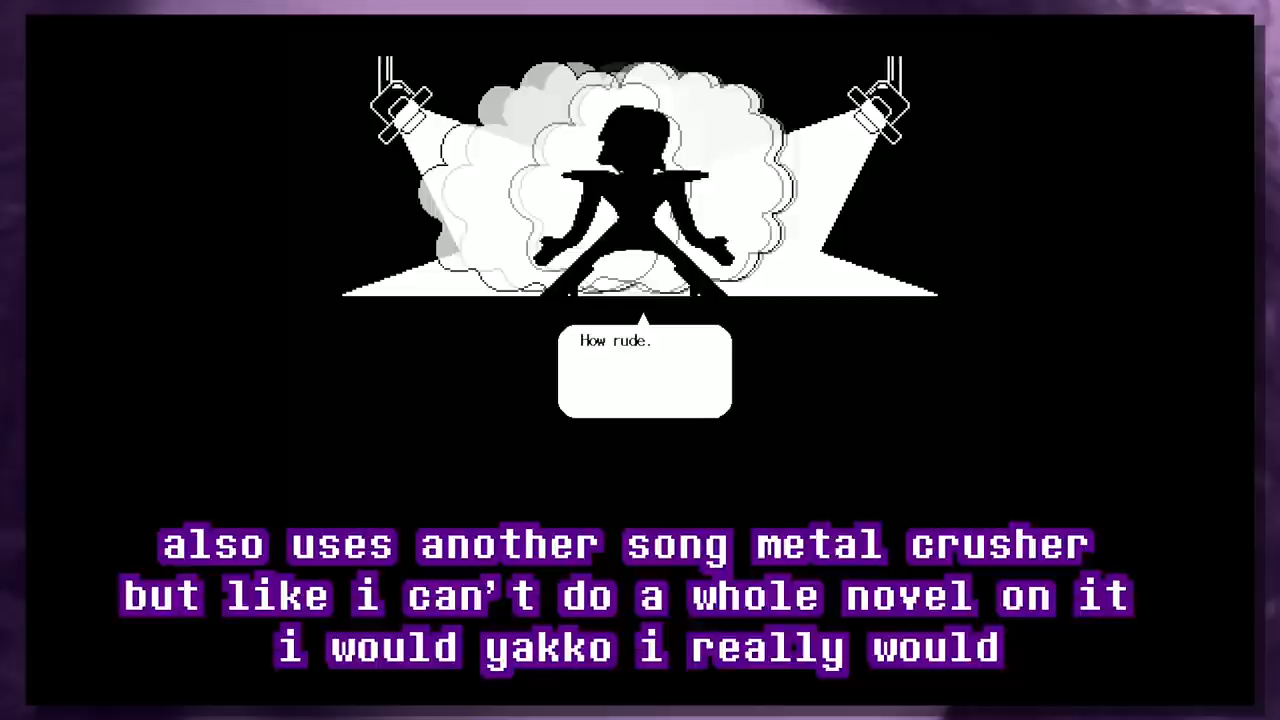 How rude.
also uses another song metal crusher
but like i can't do a whole novel on it
i would yakko i really would